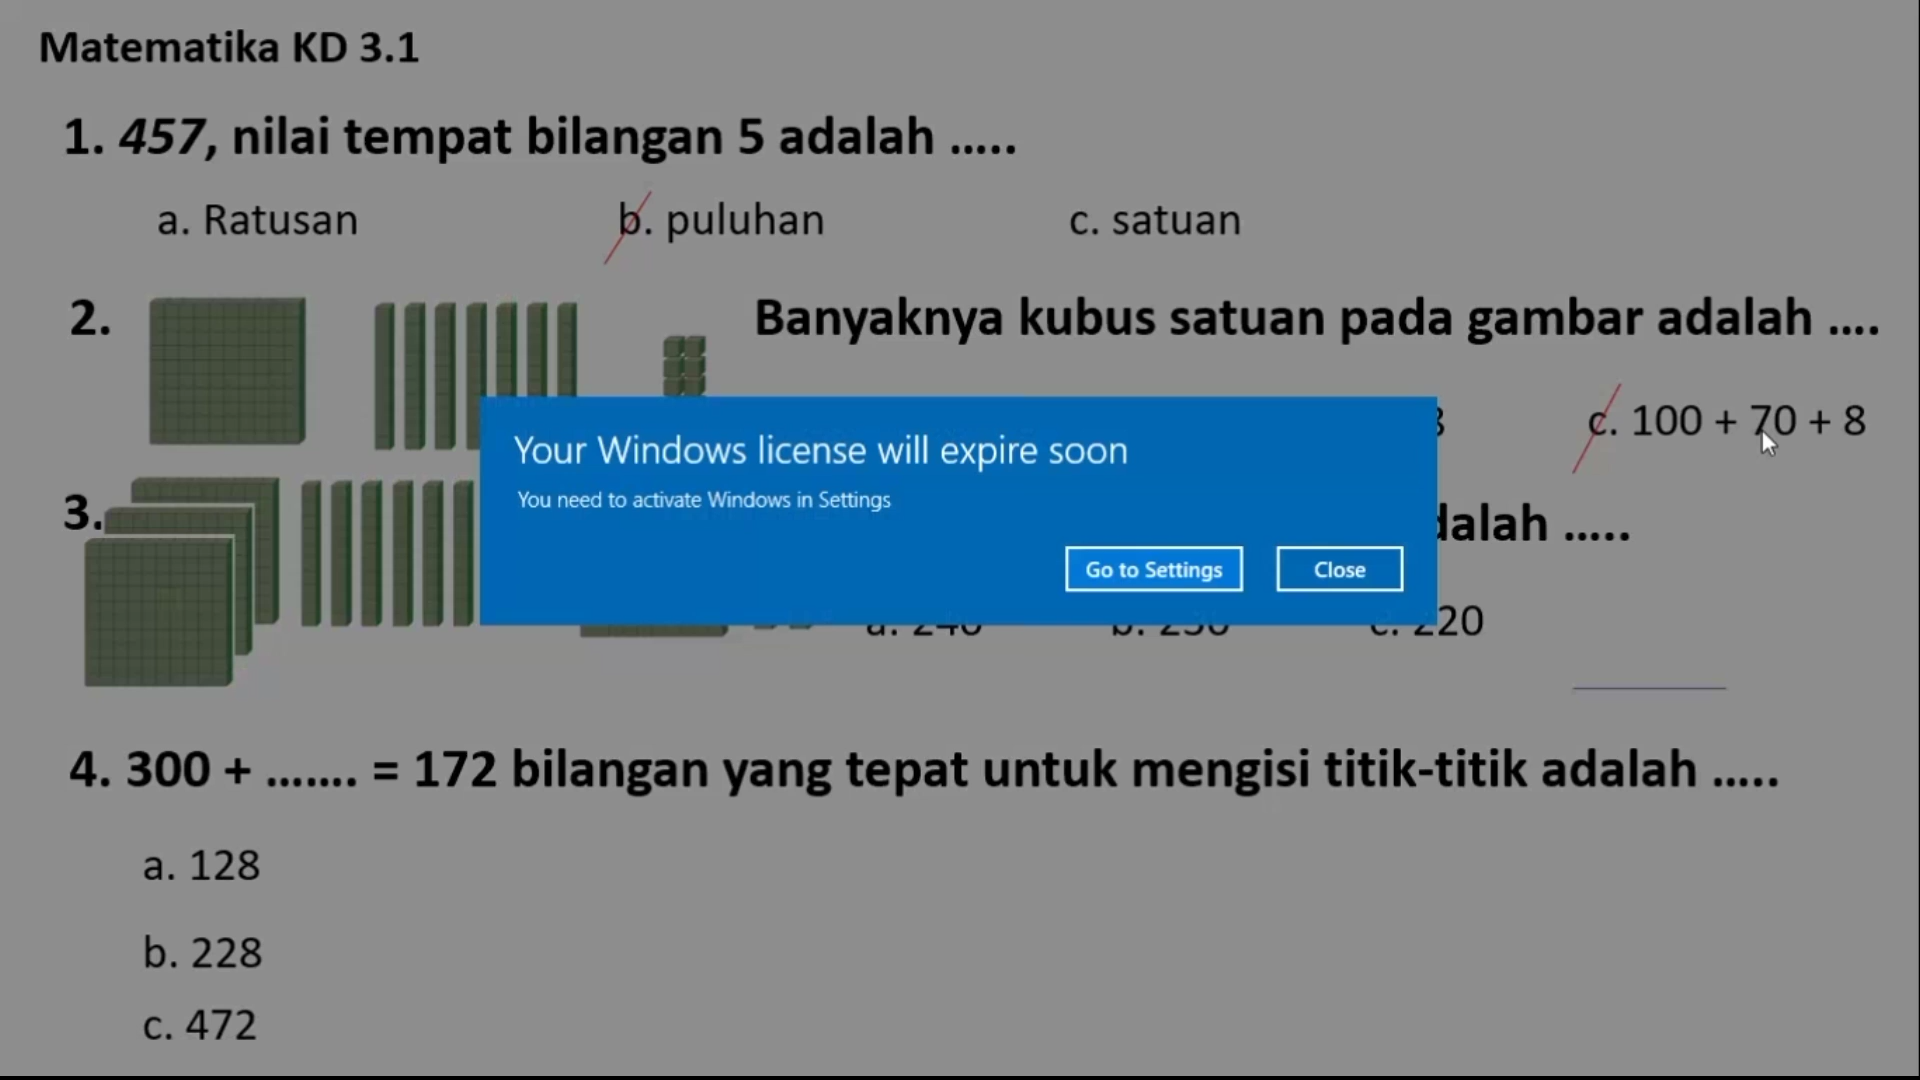 Matematika KD 3.1
1. 457, nilai tempat bilangan 5 adalah .....
a. Ratusan b. puluhan c. satuan
2. Banyaknya kubus satuan pada gambar adalah ....
c. 100 + 70 + 8
Your Windows license will expire soon
You need to activate Windows in Settings
Go to Settings Close
3. .....
a. b. c. 220
4. 300 + ....... = 172 bilangan yang tepat untuk mengisi titik-titik adalah .....
a. 128
b. 228
c. 472